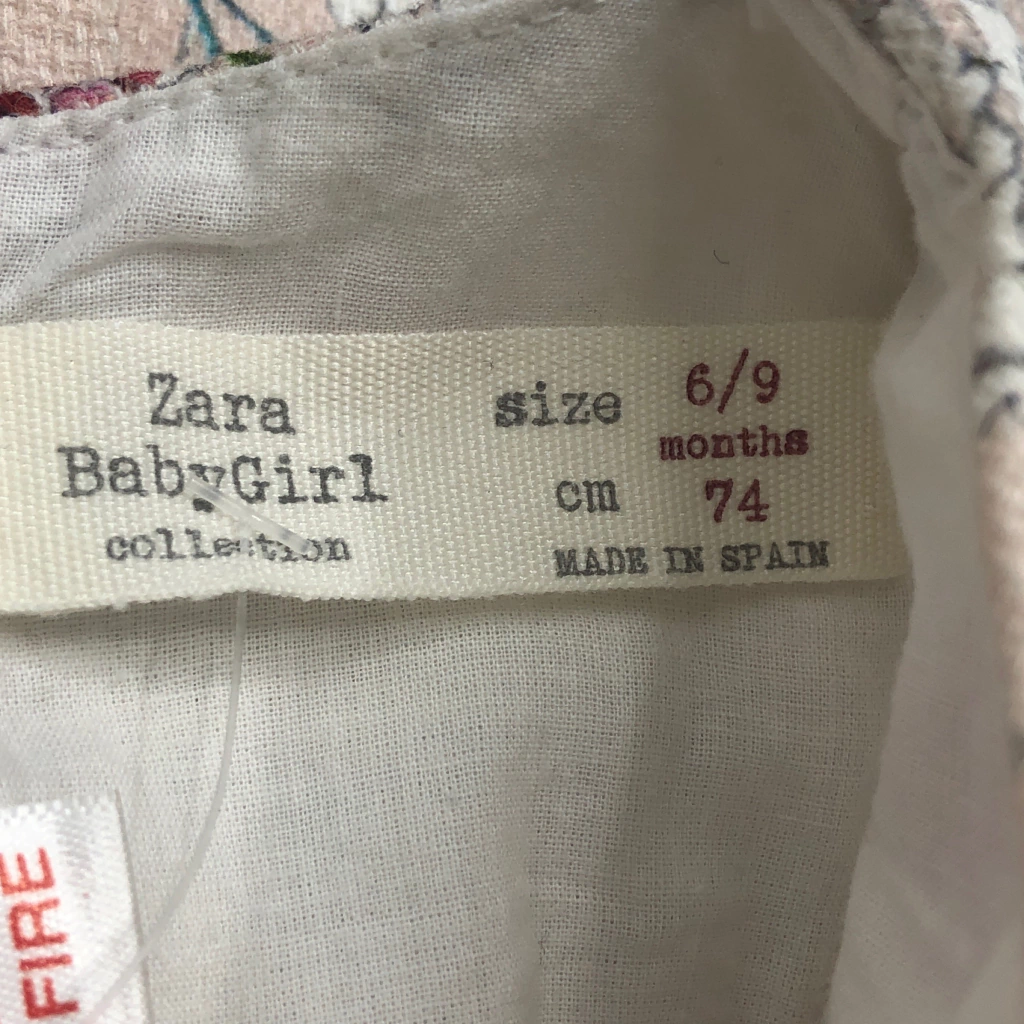 Zara
BabyGirl
collection
size 6/9
months
cm 74
MADE IN SPAIN
FIRE